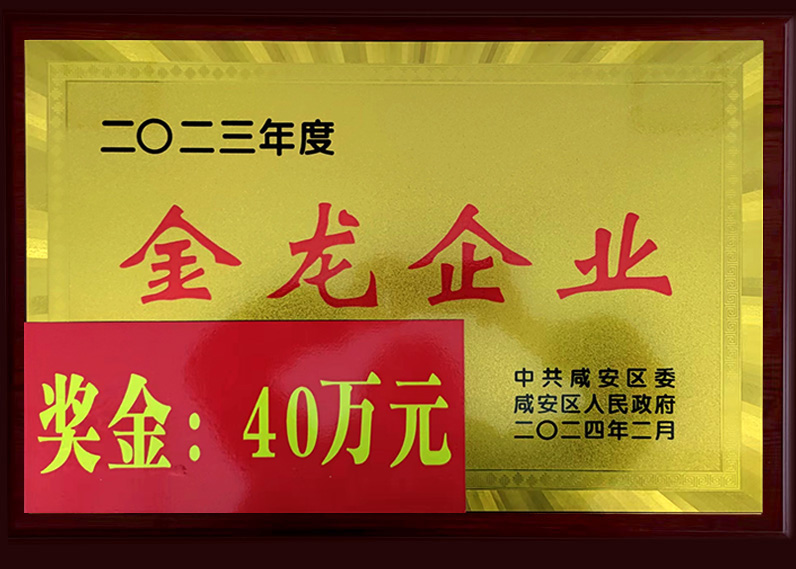 二〇二三年度
金龙企业
奖金：40万元
中共咸安区委
咸安区人民政府
二〇二四年二月